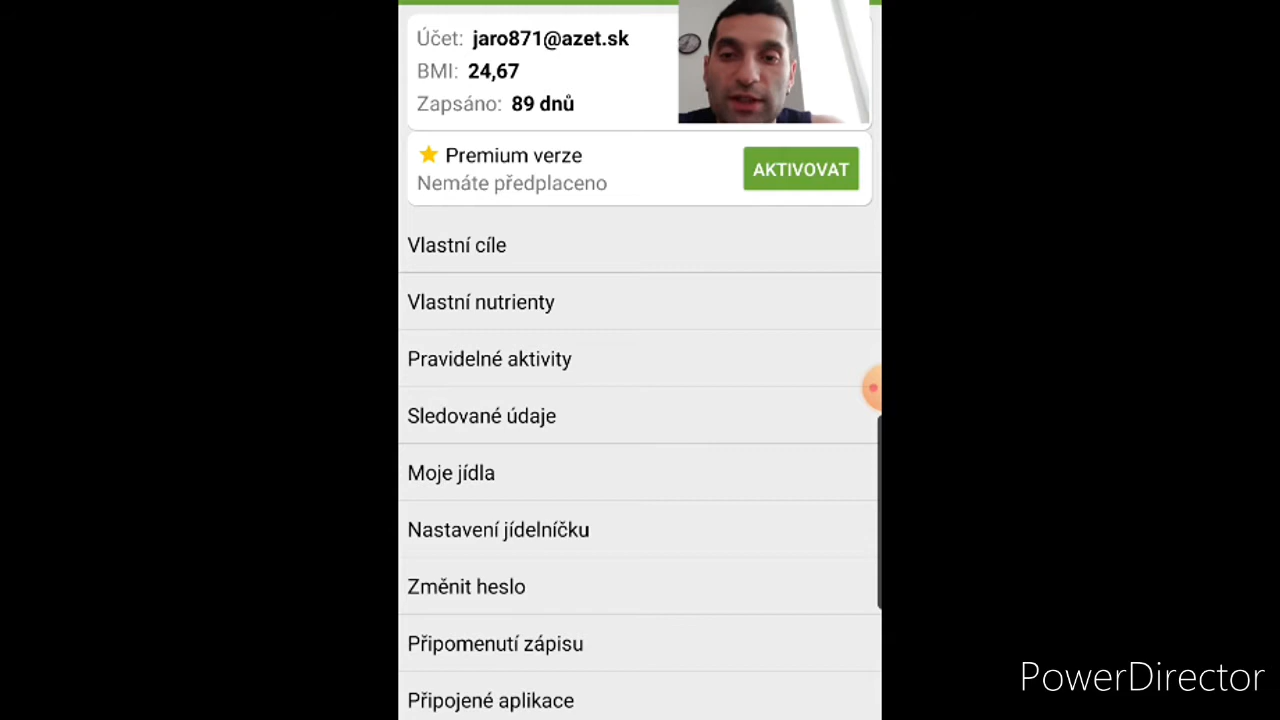 Účet: jaro871@azet.sk
BMI: 24,67
Zapsáno: 89 dnů
Premium verze
Nemáte předplaceno
AKTIVOVAT
Vlastní cíle
Vlastní nutrienty
Pravidelné aktivity
Sledované údaje
Moje jídla
Nastavení jídelníčku
Změnit heslo
Připomenutí zápisu
Připojené aplikace
PowerDirector